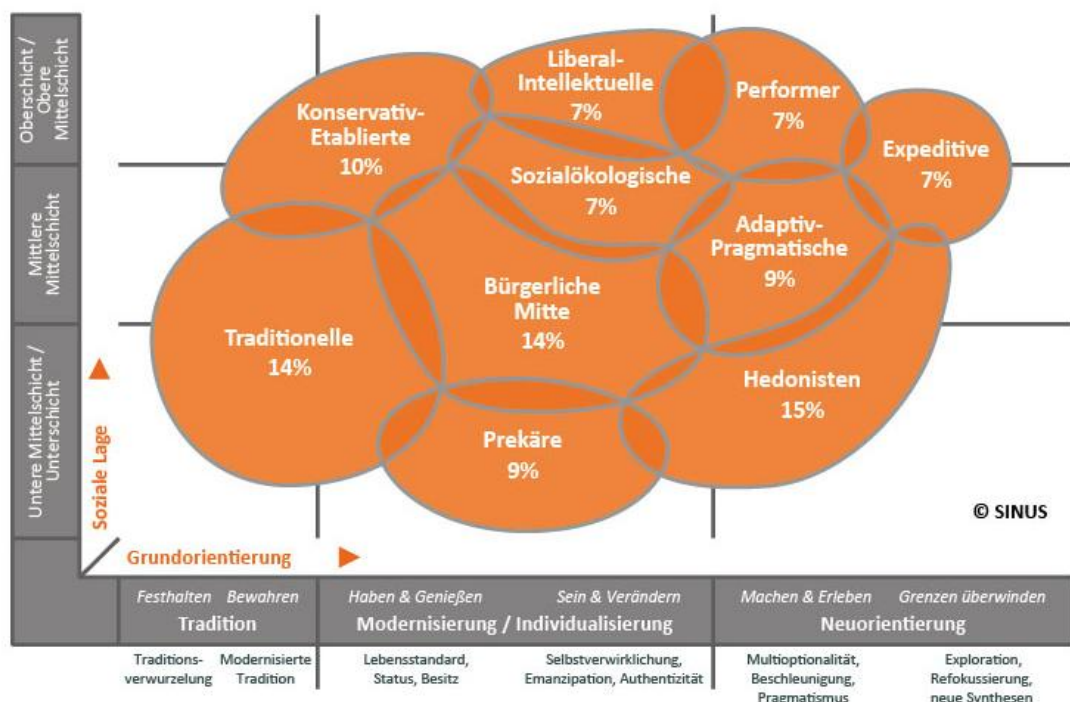 Oberschicht /
Obere
Mittelschicht
Mittlere
Mittelschicht
Untere Mittelschicht /
Unterschicht
Soziale Lage
Konservativ-
Etablierte
10%
Liberal-
Intellektuelle
7%
Performer
7%
Expeditive
7%
Sozialökologische
7%
Adaptiv-
Pragmatische
9%
Traditionelle
14%
Bürgerliche
Mitte
14%
Hedonisten
15%
Prekäre
9%
© SINUS
Grundorientierung
Festhalten Bewahren
Tradition
Haben & Genießen Sein & Verändern
Modernisierung / Individualisierung
Machen & Erleben Grenzen überwinden
Neuorientierung
Traditions-
verwurzelung
Modernisierte
Tradition
Lebensstandard,
Status, Besitz
Selbstverwirklichung,
Emanzipation, Authentizität
Multioptionalität,
Beschleunigung,
Pragmatismus
Exploration,
Refokussierung,
neue Synthesen